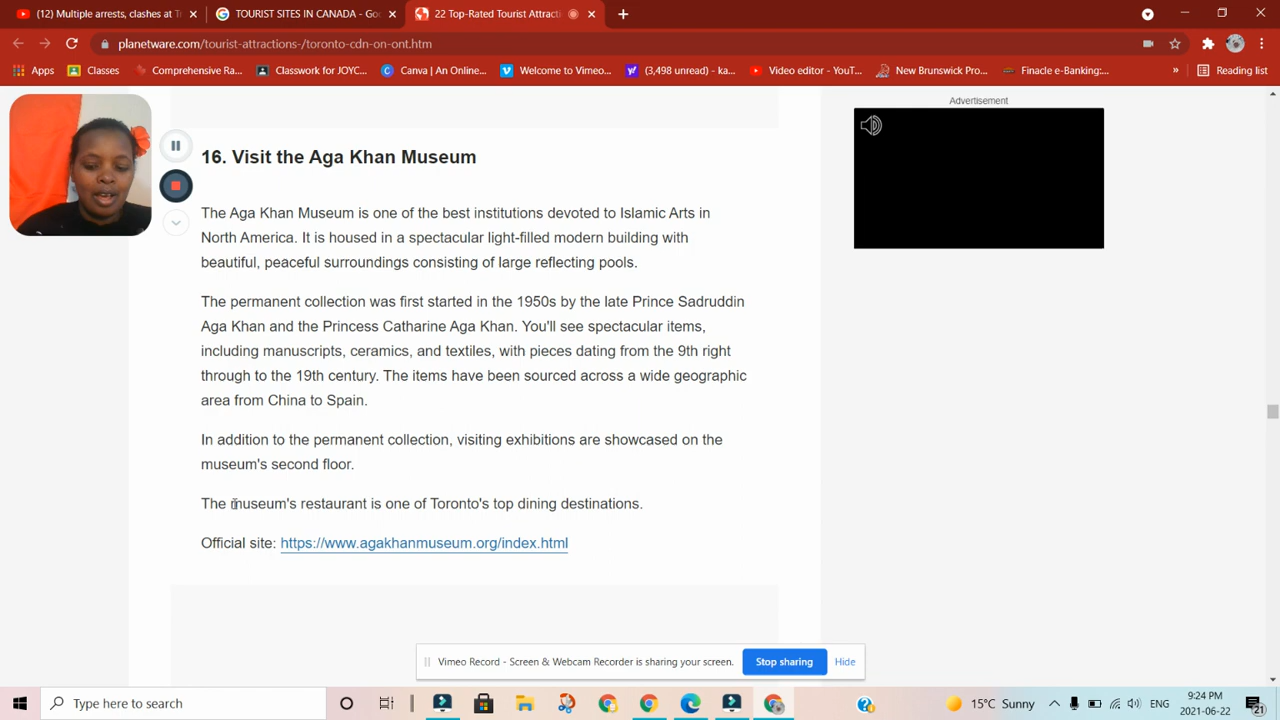 (12) Multiple arrests, clashes at T
TOURIST SITES IN CANADA - Goo
22 Top-Rated Tourist Attracti
planetware.com/tourist-attractions-/toronto-cdn-on-ont.htm
Apps
Classes
Comprehensive Ra...
Classwork for JOYC...
Canva | An Online...
Welcome to Vimeo...
(3,498 unread) - ka...
Video editor - YouT...
New Brunswick Pro...
Finacle e-Banking:...
»
Reading list
Advertisement
16. Visit the Aga Khan Museum
The Aga Khan Museum is one of the best institutions devoted to Islamic Arts in
North America. It is housed in a spectacular light-filled modern building with
beautiful, peaceful surroundings consisting of large reflecting pools.
The permanent collection was first started in the 1950s by the late Prince Sadruddin
Aga Khan and the Princess Catharine Aga Khan. You'll see spectacular items,
including manuscripts, ceramics, and textiles, with pieces dating from the 9th right
through to the 19th century. The items have been sourced across a wide geographic
area from China to Spain.
In addition to the permanent collection, visiting exhibitions are showcased on the
museum's second floor.
The museum's restaurant is one of Toronto's top dining destinations.
Official site: https://www.agakhanmuseum.org/index.html
Vimeo Record - Screen & Webcam Recorder is sharing your screen.
Stop sharing
Hide
Type here to search
15°C Sunny
ENG
9:24 PM
2021-06-22
21